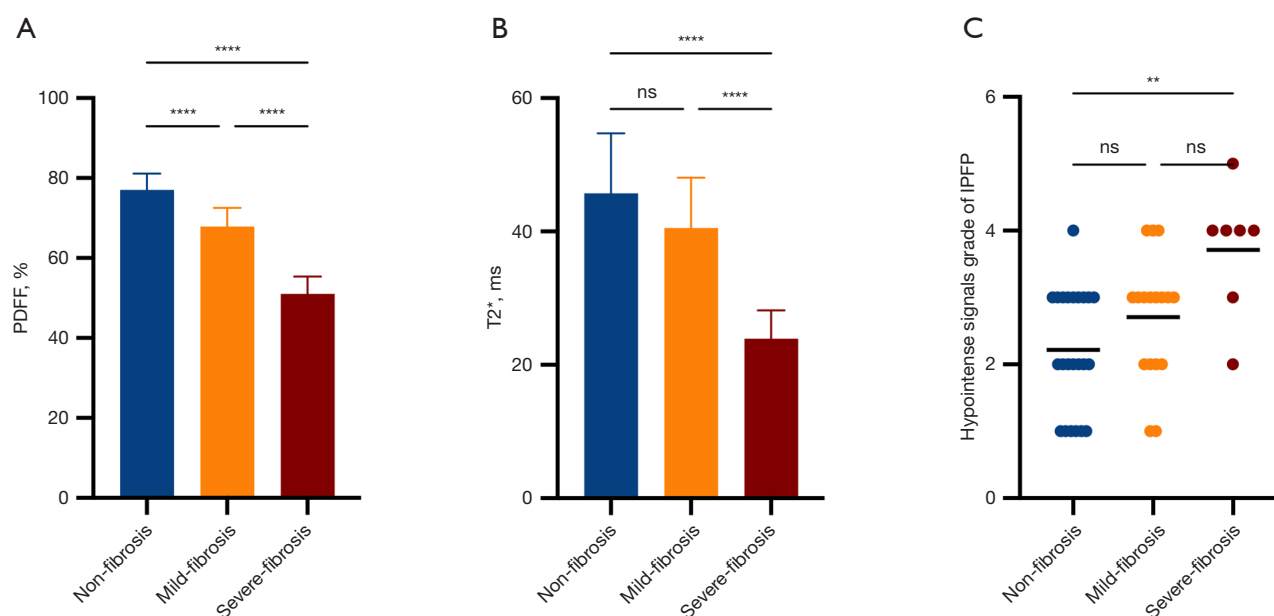 A
B
C
****
****
****
PDFF, %
100
80
60
40
20
0
Non-fibrosis
Mild-fibrosis
Severe-fibrosis
****
ns
****
T2*, ms
60
40
20
0
Non-fibrosis
Mild-fibrosis
Severe-fibrosis
**
ns
ns
Hypointense signals grade of IPFP
6
4
2
0
Non-fibrosis
Mild-fibrosis
Severe-fibrosis